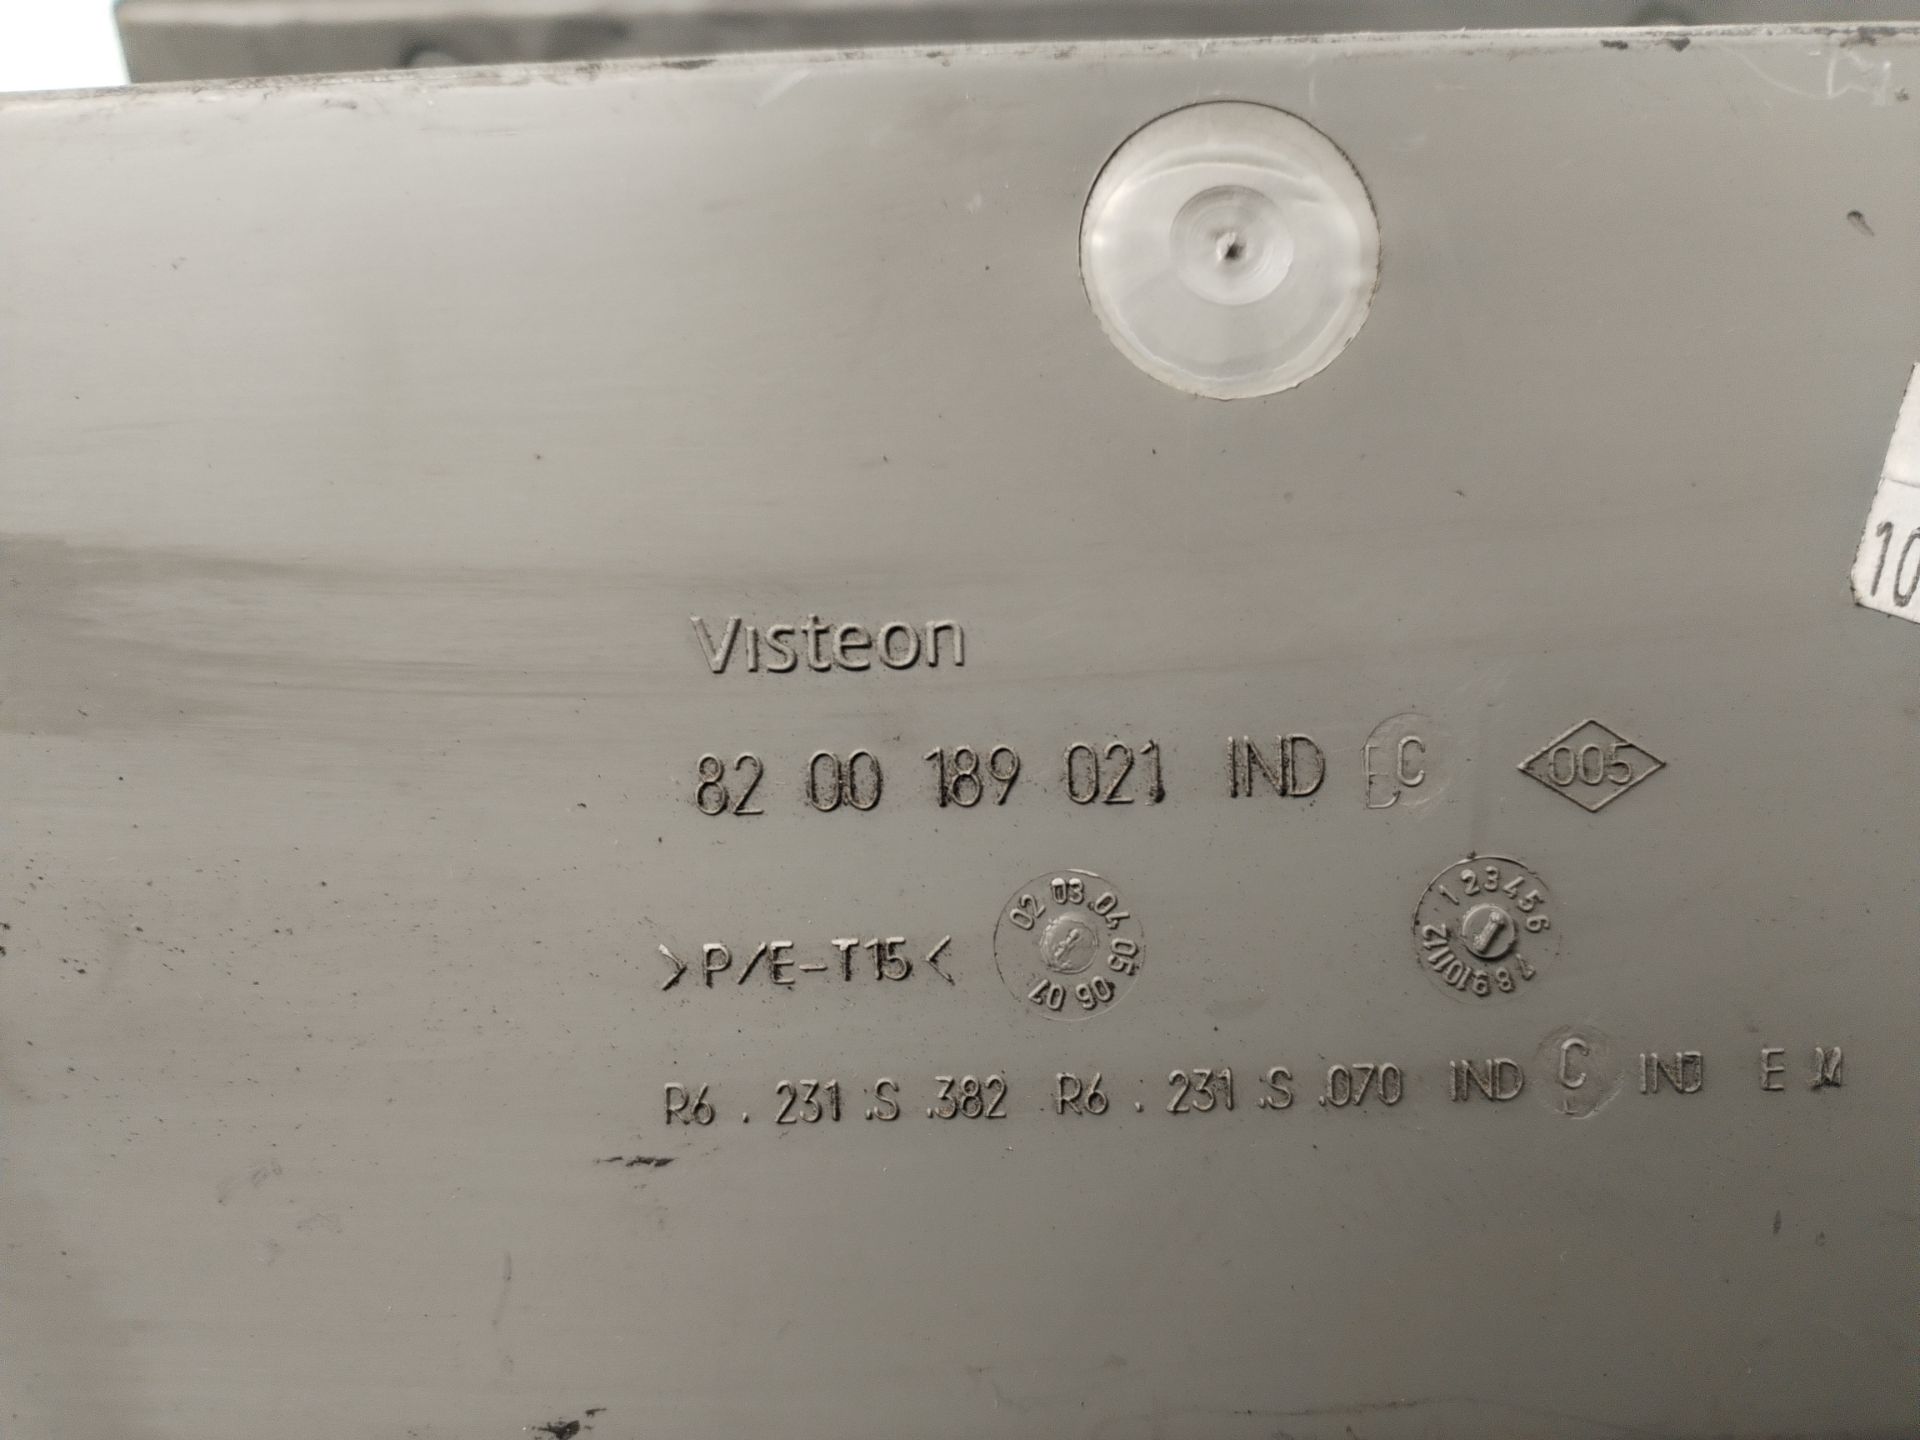 Visteon
82 00 189 021 IND C 005
10
>P/E-T15< 02 03 04 05 06 07 1 2 3 4 5 6 7 8 9 10 11 12
R6 . 231 .S .382 R6 . 231 .S .070 IND C IND E